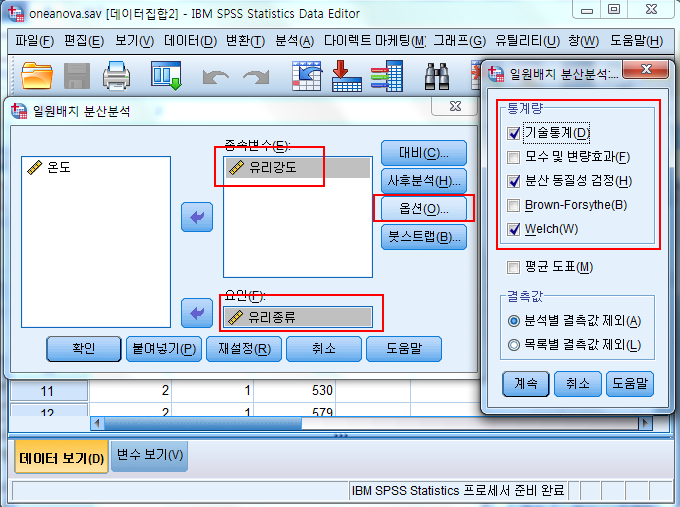 oneanova.sav [데이터집합2] - IBM SPSS Statistics Data Editor
파일(F) 편집(E) 보기(V) 데이터(D) 변환(T) 분석(A) 다이렉트 마케팅(M) 그래프(G) 유틸리티(U) 창(W) 도움말(H)
일원배치 분산분석
종속변수(E):
온도
유리강도
대비(C)...
사후분석(H)...
옵션(O)...
붓스트랩(B)...
요인(F):
유리종류
확인 붙여넣기(P) 재설정(R) 취소 도움말
일원배치 분산분석:...
통계량
기술통계(D)
모수 및 변량효과(F)
분산 동질성 검정(H)
Brown-Forsythe(B)
Welch(W)
평균 도표(M)
결측값
분석별 결측값 제외(A)
목록별 결측값 제외(L)
계속 취소 도움말
11 2 1 530
12 2 1 579
데이터 보기(D) 변수 보기(V)
IBM SPSS Statistics 프로세서 준비 완료